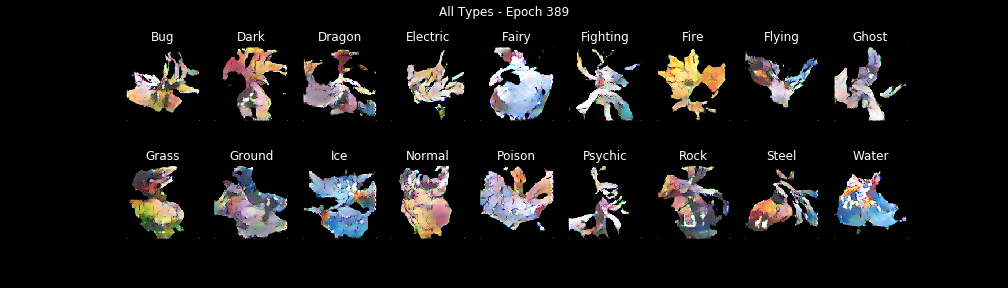 All Types - Epoch 389
Bug Dark Dragon Electric Fairy Fighting Fire Flying Ghost
Grass Ground Ice Normal Poison Psychic Rock Steel Water